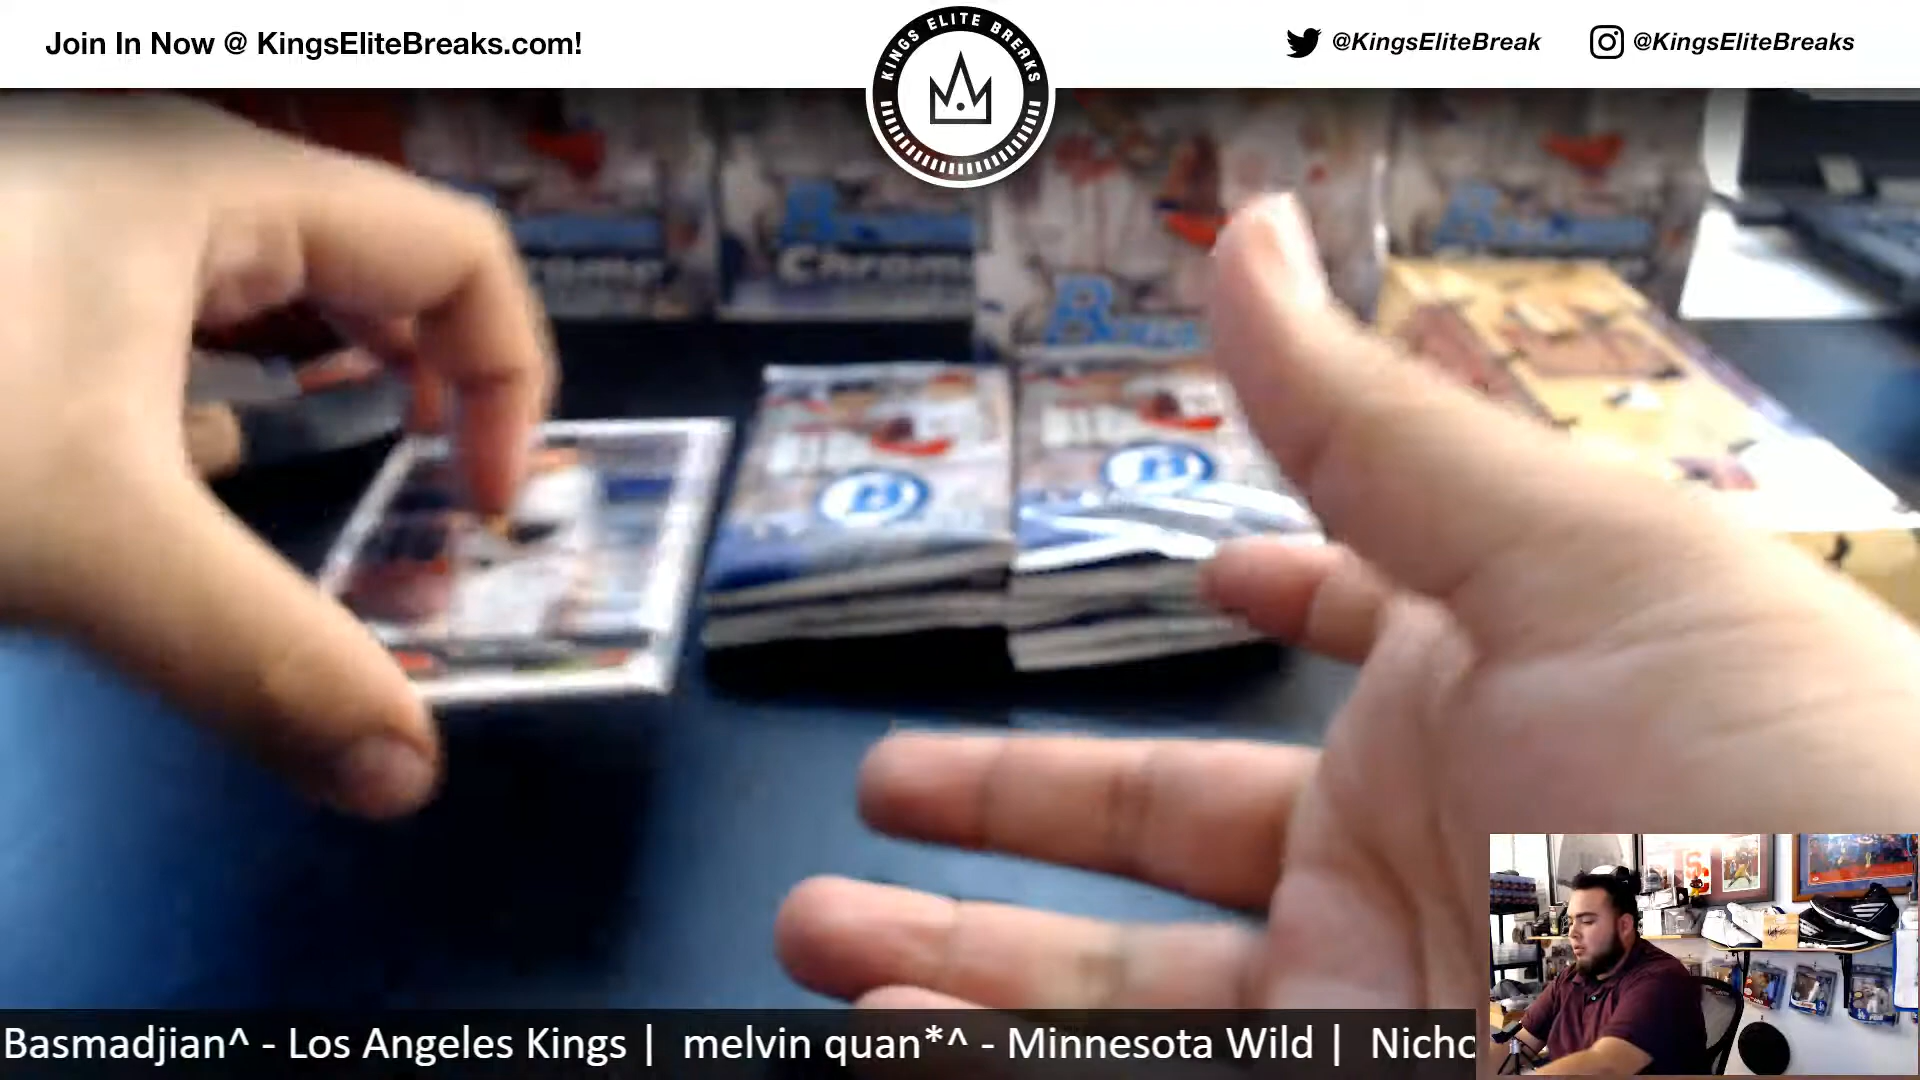 Join In Now @ KingsEliteBreaks.com!
KINGS ELITE BREAKS
@KingsEliteBreak
@KingsEliteBreaks
Chrome
B
B
Basmadjian^ - Los Angeles Kings | melvin quan*^ - Minnesota Wild | Nicho